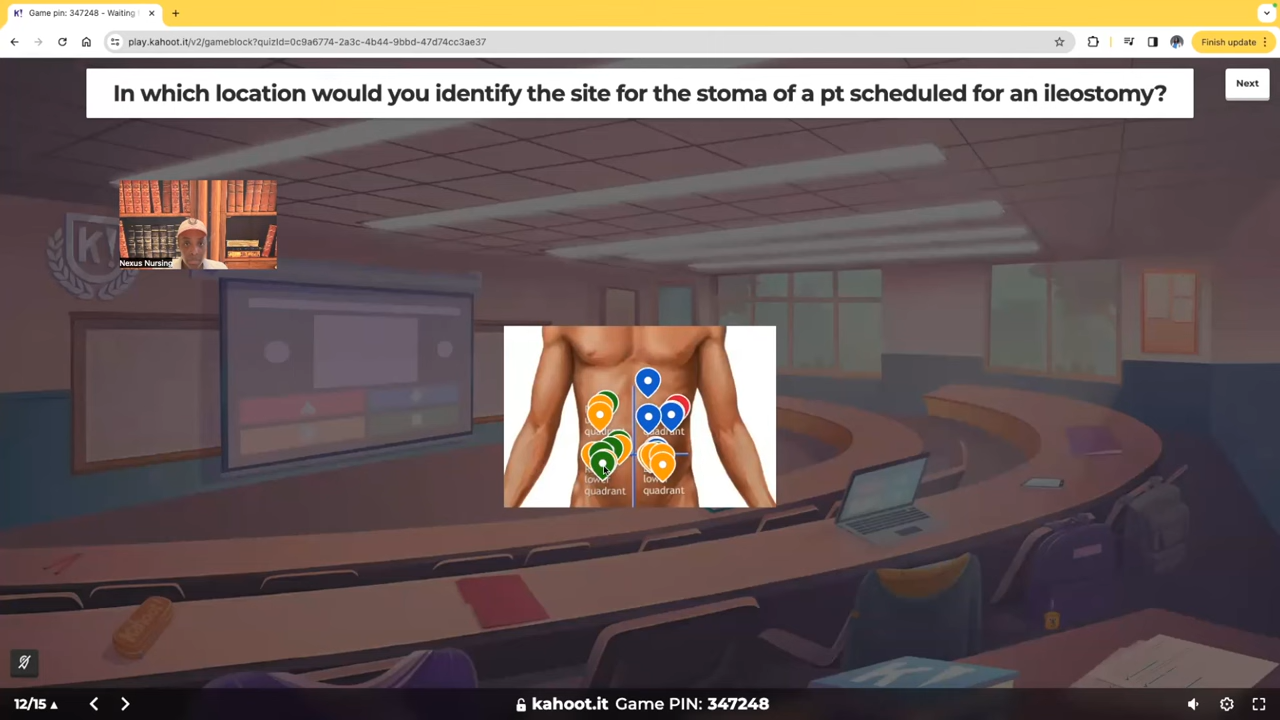 Game pin: 347248 - Waiting
play.kahoot.it/v2/gameblock?quizId=0c9a6774-2a3c-4b44-9bbd-47d74cc3ae37
Finish update
In which location would you identify the site for the stoma of a pt scheduled for an ileostomy?
Next
K!
Nexus Nursing
quadrant
lower
quadrant
lower
quadrant
12/15
kahoot.it Game PIN: 347248